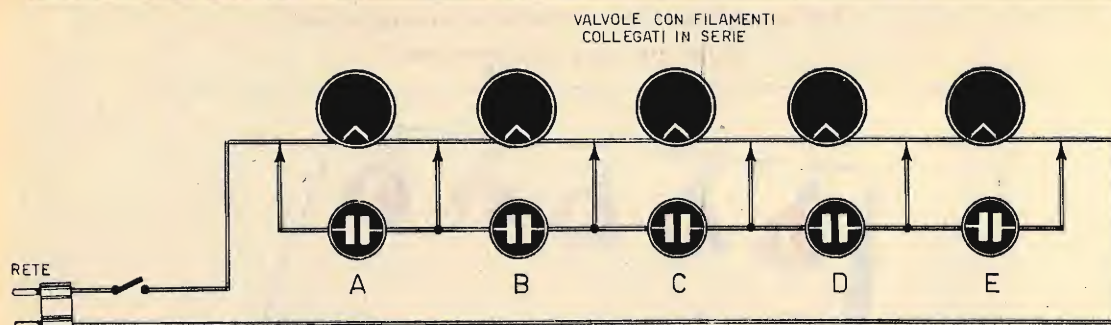 VALVOLE CON FILAMENTI
COLLEGATI IN SERIE
RETE
A B C D E